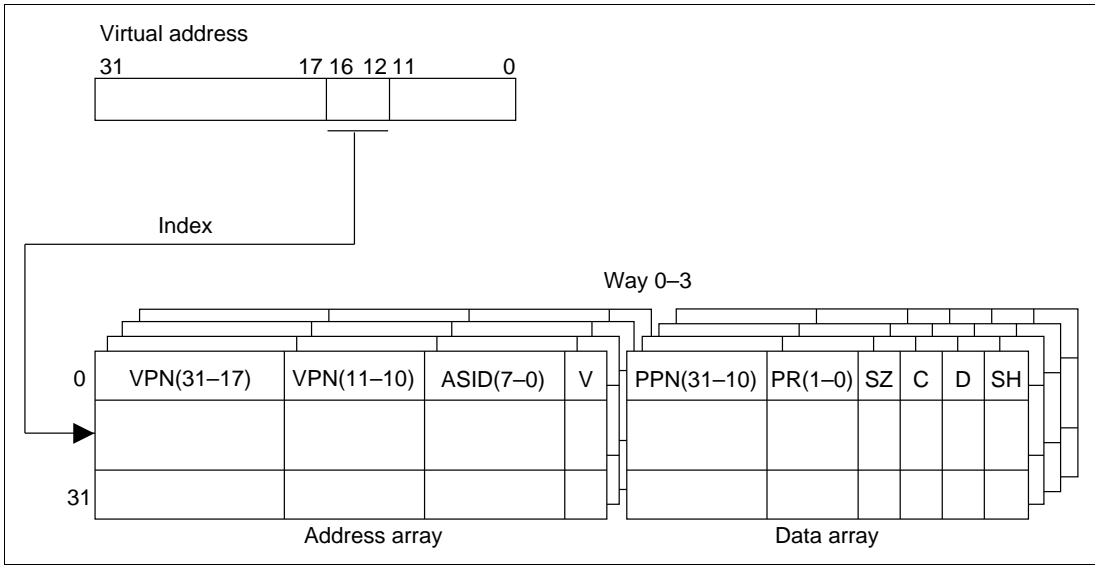 Virtual address
31 17 16 12 11 0
Index
Way 0–3
0 VPN(31–17) VPN(11–10) ASID(7–0) V PPN(31–10) PR(1–0) SZ C D SH
31
Address array Data array